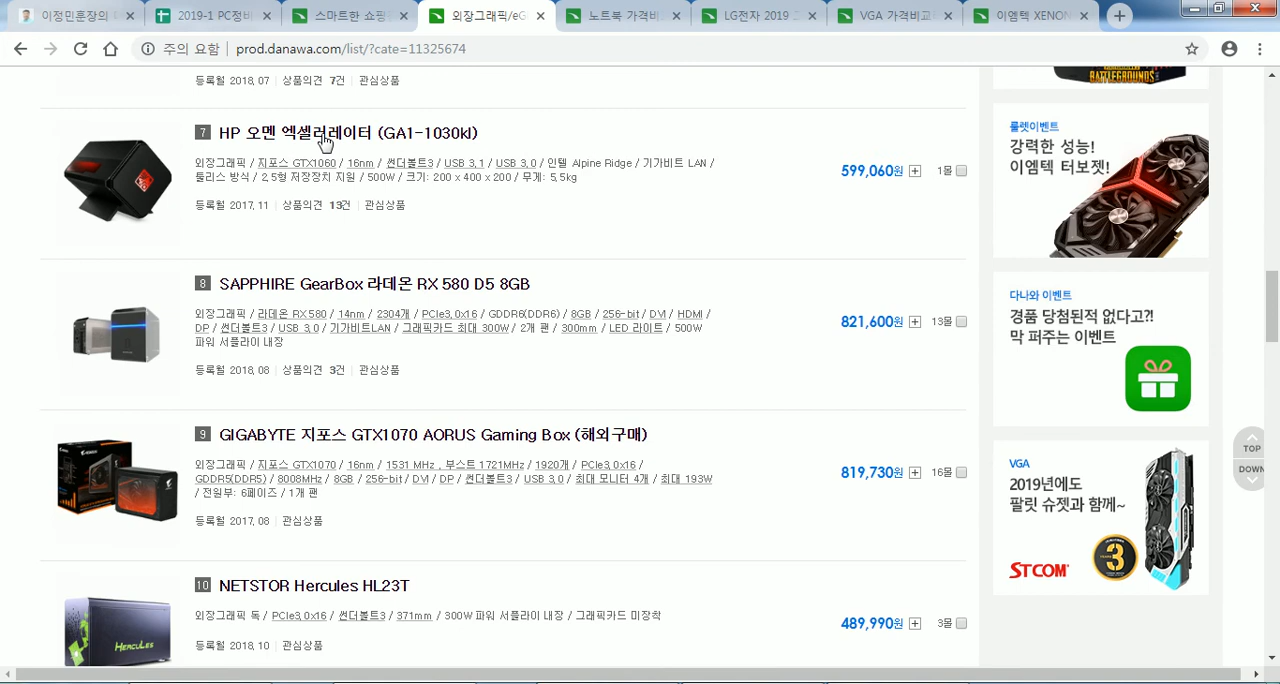 이정민훈장의
2019-1 PC정비
스마트한 쇼핑
외장그래픽/eG
노트북 가격비
LG전자 2019
VGA 가격비교
이엠텍 XENON
주의 요함
prod.danawa.com/list/?cate=11325674
등록월 2018.07 상품의견 7건 관심상품
7 HP 오멘 엑셀러레이터 (GA1-1030kl)
외장그래픽 / 지포스 GTX1060 / 16nm / 썬더볼트3 / USB 3.1 / USB 3.0 / 인텔 Alpine Ridge / 기가비트 LAN /
툴리스 방식 / 2.5형 저장장치 지원 / 500W / 크기: 200 x 400 x 200 / 무게: 5.5kg
등록월 2017.11 상품의견 13건 관심상품
599,060원 1몰
8 SAPPHIRE GearBox 라데온 RX 580 D5 8GB
외장그래픽 / 라데온 RX 580 / 14nm / 2304개 / PCIe3.0x16 / GDDR6(DDR6) / 8GB / 256-bit / DVI / HDMI /
DP / 썬더볼트3 / USB 3.0 / 기가비트LAN / 그래픽카드 최대 300W / 2개 팬 / 300mm / LED 라이트 / 500W
파워 서플라이 내장
등록월 2018.08 상품의견 3건 관심상품
821,600원 13몰
9 GIGABYTE 지포스 GTX1070 AORUS Gaming Box (해외구매)
외장그래픽 / 지포스 GTX1070 / 16nm / 1531 MHz , 부스트 1721MHz / 1920개 / PCIe3.0x16 /
GDDR5(DDR5) / 8008MHz / 8GB / 256-bit / DVI / DP / 썬더볼트3 / USB 3.0 / 최대 모니터 4개 / 최대 193W
/ 전원부: 6페이즈 / 1개 팬
등록월 2017.08 관심상품
819,730원 16몰
10 NETSTOR Hercules HL23T
외장그래픽 독 / PCIe3.0x16 / 썬더볼트3 / 371mm / 300W 파워 서플라이 내장 / 그래픽카드 미장착
등록월 2018.10 관심상품
489,990원 3몰
HERCULES
BATTLEGROUNDS
룰렛이벤트
강력한 성능!
이엠텍 터보젯!
다나와 이벤트
경품 당첨된적 없다고?!
막 퍼주는 이벤트
VGA
2019년에도
팔릿 슈젯과 함께~
3
STCOM
TOP
DOWN